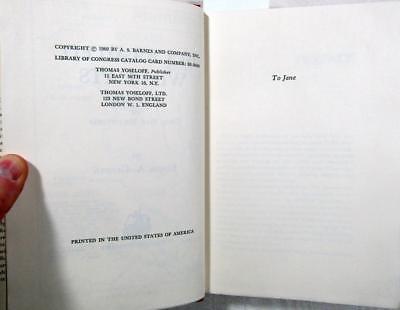 COPYRIGHT © 1960 BY A. S. BARNES AND COMPANY, INC.
LIBRARY OF CONGRESS CATALOG CARD NUMBER:
THOMAS YOSELOFF, Publisher
11 EAST 36TH STREET
NEW YORK 16, N.Y.
THOMAS YOSELOFF, LTD.
123 NEW BOND STREET
LONDON W. 1, ENGLAND
PRINTED IN THE UNITED STATES OF AMERICA
To Jane